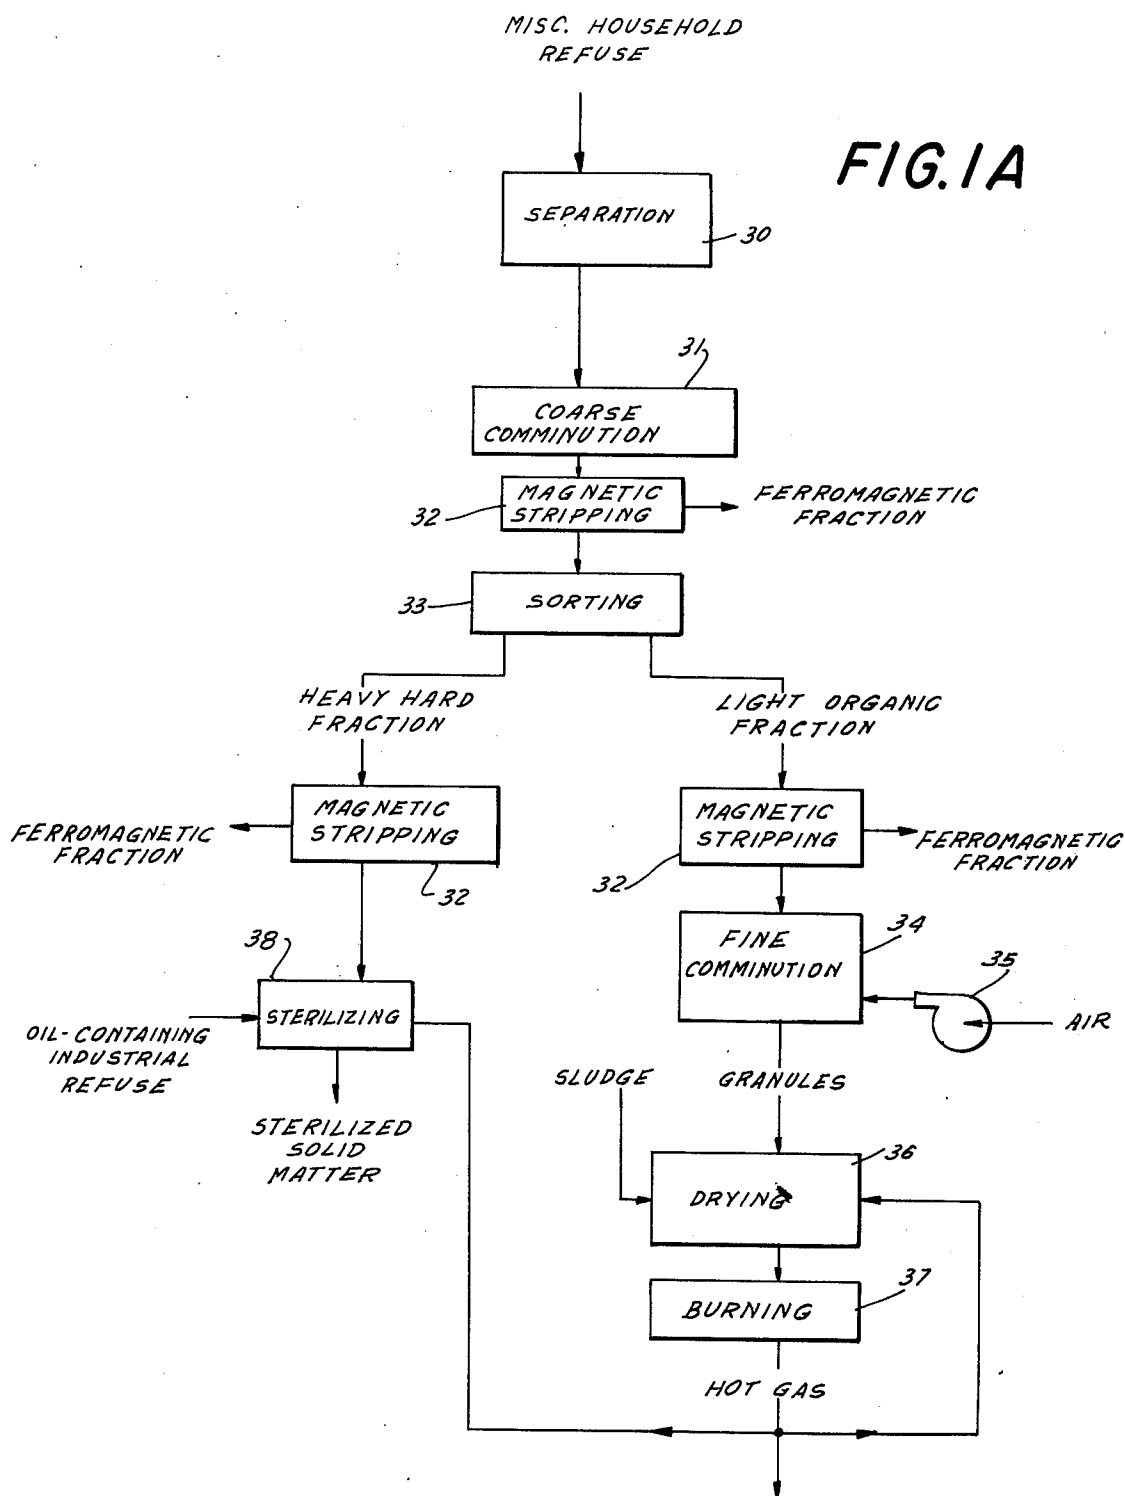 MISC. HOUSEHOLD
REFUSE
FIG.1A
SEPARATION
30
31
COARSE
COMMINUTION
MAGNETIC
STRIPPING
32
FERROMAGNETIC
FRACTION
SORTING
33
HEAVY HARD
FRACTION
LIGHT ORGANIC
FRACTION
MAGNETIC
STRIPPING
32
FERROMAGNETIC
FRACTION
MAGNETIC
STRIPPING
32
FERROMAGNETIC
FRACTION
38
STERILIZING
OIL-CONTAINING
INDUSTRIAL
REFUSE
STERILIZED
SOLID
MATTER
FINE
COMMINUTION
34
35
AIR
SLUDGE
GRANULES
DRYING
36
BURNING
37
HOT GAS